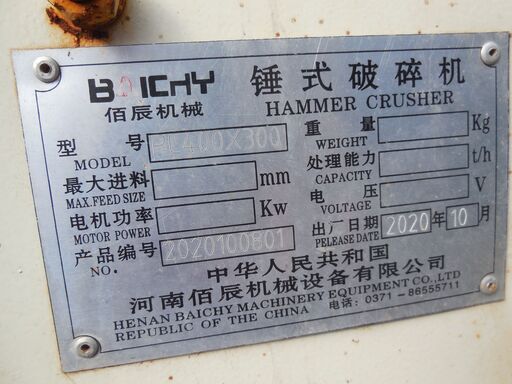 BAICHY 锤式破碎机
佰辰机械 HAMMER CRUSHER
型 号 PC400X300 重 量 Kg
MODEL WEIGHT
最大进料 mm 处理能力 t/h
MAX.FEED SIZE CAPACITY
电机功率 Kw 电 压 V
MOTOR POWER VOLTAGE
产品编号 2020100801 出厂日期 2020年10月
NO. PELEASE DATE
中华人民共和国
河南佰辰机械设备有限公司
HENAN BAICHY MACHINERY EQUIPMENT CO.,LTD
REPUBLIC OF THE CHINA 电话: 0371-86555711